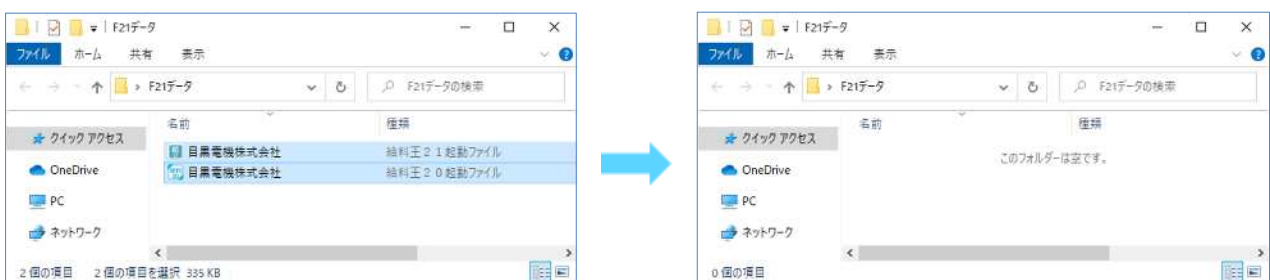 F21データ
ファイル ホーム 共有 表示
F21データ F21データの検索
名前 種類
クイック アクセス
目黒電機株式会社 給料王21起動ファイル
OneDrive
目黒電機株式会社 給料王20起動ファイル
PC
ネットワーク
2 個の項目 2 個の項目を選択 335 KB
F21データ
ファイル ホーム 共有 表示
F21データ F21データの検索
名前 種類
クイック アクセス
このフォルダーは空です。
OneDrive
PC
ネットワーク
0 個の項目